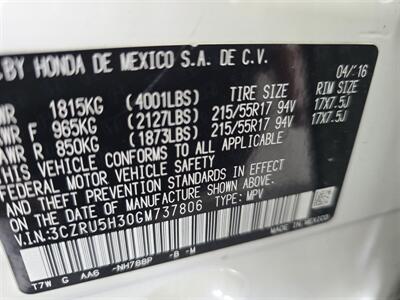 .BY HONDA DE MEXICO S.A. DE C.V.
04/16
TIRE SIZE RIM SIZE
WR 1815KG (4001LBS)
WR F 965KG (2127LBS) 215/55R17 94V 17X7.5J
AWR R 850KG (1873LBS) 215/55R17 94V 17X7.5J
THIS VEHICLE CONFORMS TO ALL APPLICABLE
FEDERAL MOTOR VEHICLE SAFETY
AND THEFT PREVENTION STANDARDS IN EFFECT
ON THE DATE OF MANUFACTURE SHOWN ABOVE.
V.I.N:3CZRU5H30GM737806 TYPE: MPV
T7W G AA6 -NH788P -B -M
MADE IN MEXICO